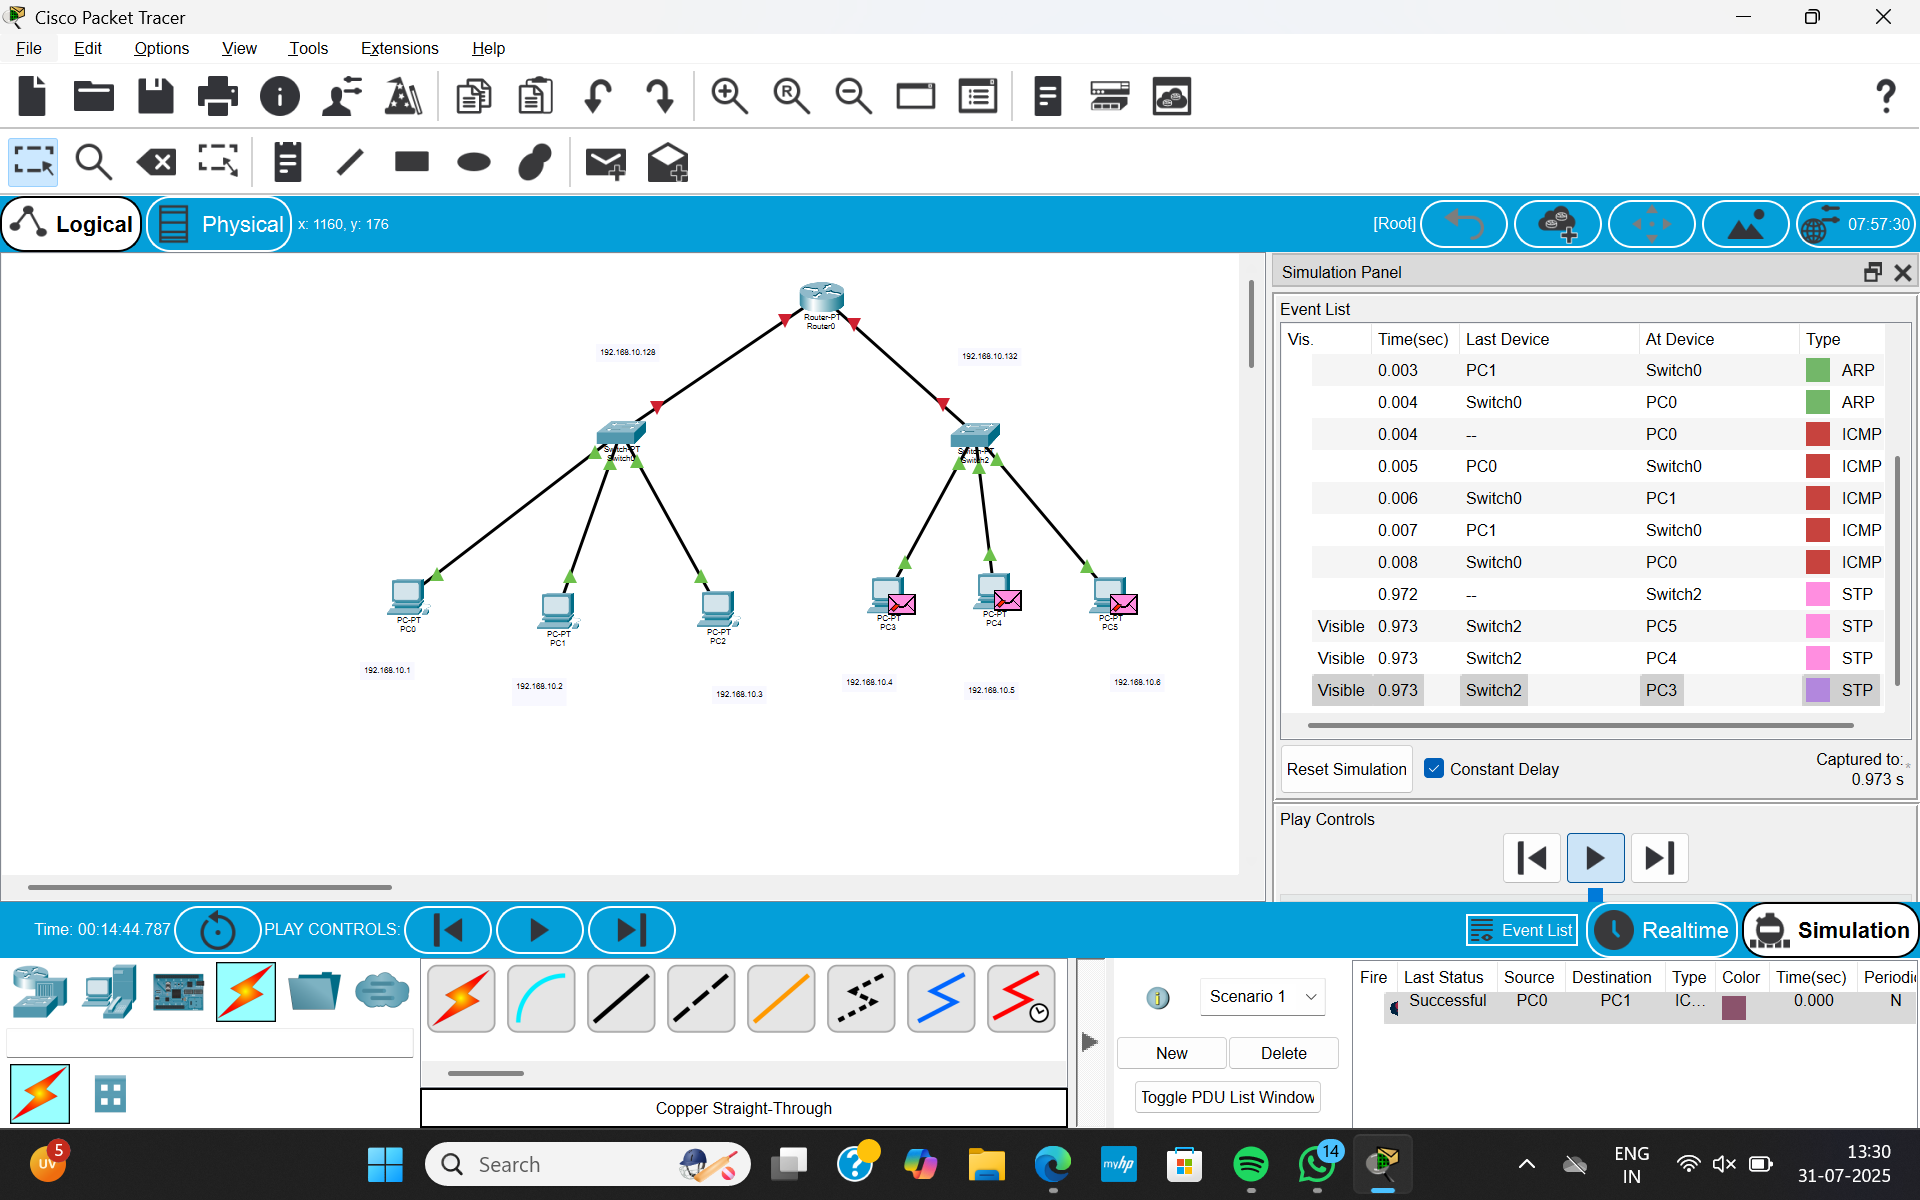 Cisco Packet Tracer
File Edit Options View Tools Extensions Help
Logical Physical x: 1160, y: 176 [Root] 07:57:30
Router-PT
Router0
192.168.10.128
192.168.10.132
Switch-PT
Switch0
Switch-PT
Switch2
PC-PT
PC0
PC-PT
PC1
PC-PT
PC2
PC-PT
PC3
PC-PT
PC4
PC-PT
PC5
192.168.10.1
192.168.10.2
192.168.10.3
192.168.10.4
192.168.10.5
192.168.10.6
Simulation Panel
Event List
Vis. Time(sec) Last Device At Device Type
0.003 PC1 Switch0 ARP
0.004 Switch0 PC0 ARP
0.004 -- PC0 ICMP
0.005 PC0 Switch0 ICMP
0.006 Switch0 PC1 ICMP
0.007 PC1 Switch0 ICMP
0.008 Switch0 PC0 ICMP
0.972 -- Switch2 STP
Visible 0.973 Switch2 PC5 STP
Visible 0.973 Switch2 PC4 STP
Visible 0.973 Switch2 PC3 STP
Reset Simulation Constant Delay Captured to: *
0.973 s
Play Controls
Time: 00:14:44.787 PLAY CONTROLS: Event List Realtime Simulation
Copper Straight-Through
Scenario 1
New Delete
Toggle PDU List Window
Fire Last Status Source Destination Type Color Time(sec) Periodic
Successful PC0 PC1 IC... 0.000 N
UV 5
Search
myhp
14
ENG
IN
13:30
31-07-2025